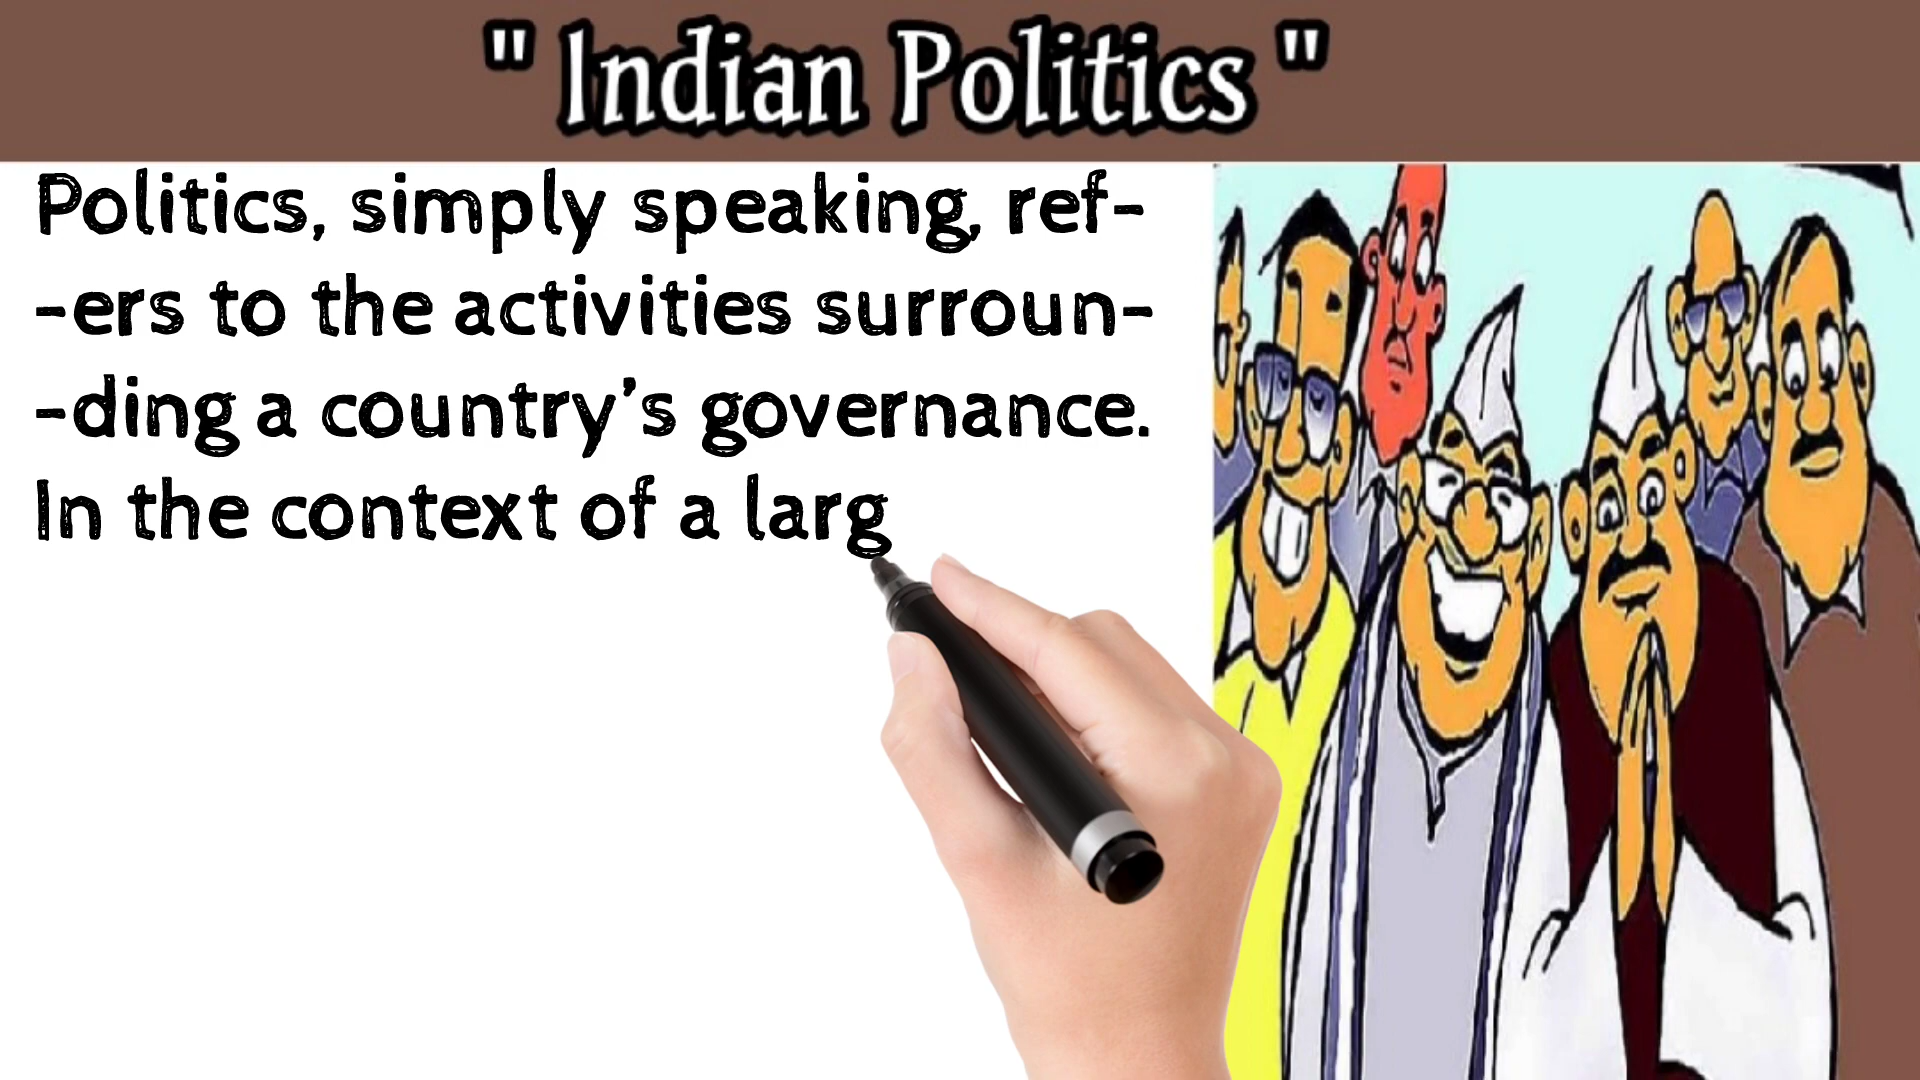 " Indian Politics "
Politics, simply speaking, ref-
-ers to the activities surroun-
-ding a country’s governance.
In the context of a larg